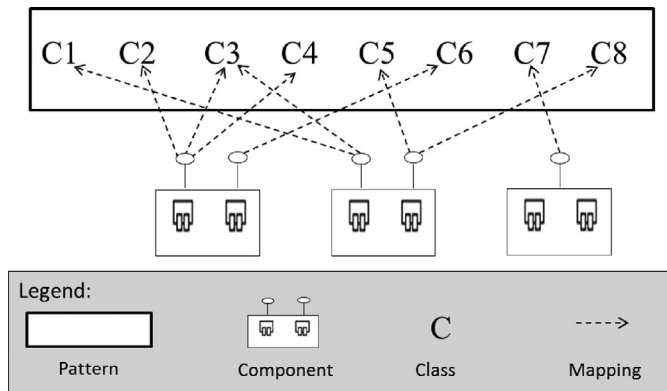 C1 C2 C3 C4 C5 C6 C7 C8
Legend:
C
Pattern Component Class Mapping